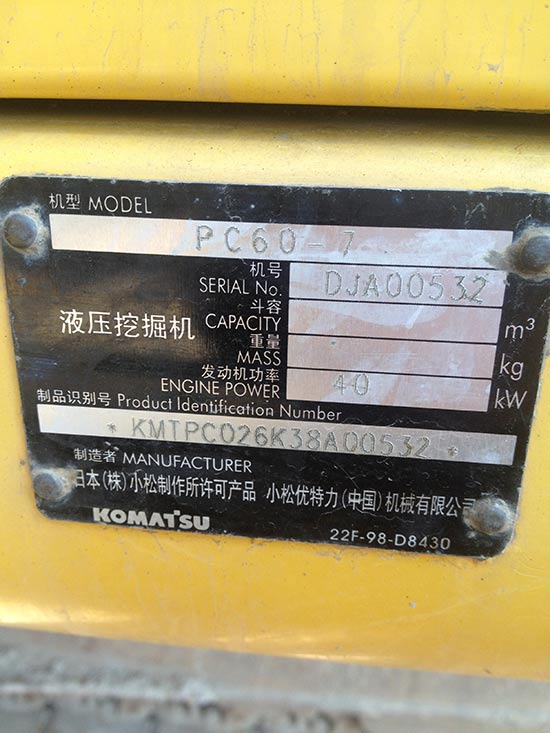 机型 MODEL
PC60-7
机号
SERIAL No. DJA00532
斗容
CAPACITY m³
液压挖掘机
重量
MASS kg
发动机功率
ENGINE POWER 40 kW
制品识别号 Product Identification Number
* KMTPC026K38A00532 *
制造者 MANUFACTURER
日本(株)小松制作所许可产品 小松优特力(中国)机械有限公司
KOMATSU
22F-98-D8430